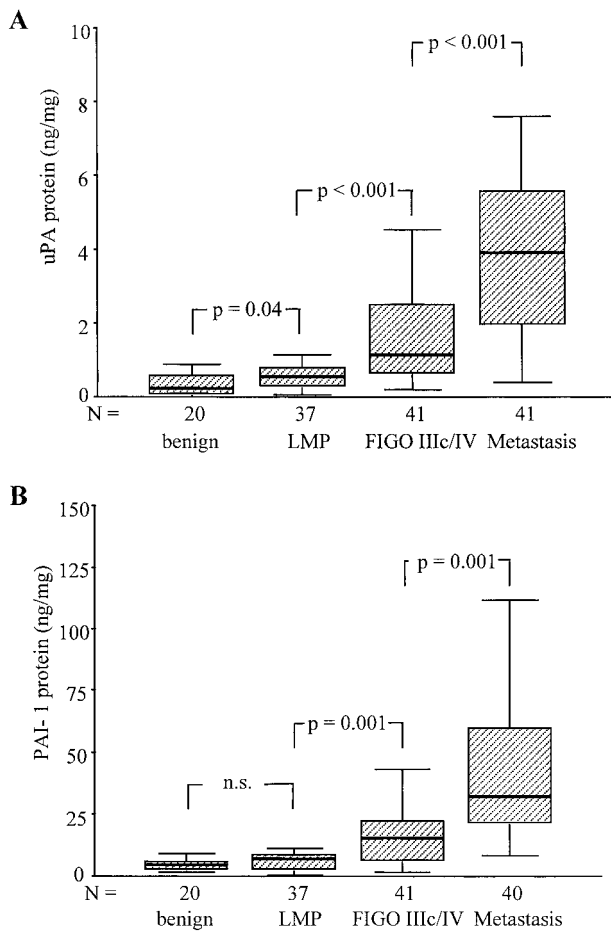 A
p < 0.001
10
8
p < 0.001
6
4
p = 0.04
2
0
uPA protein (ng/mg)
N = 20 37 41 41
benign LMP FIGO IIIc/IV Metastasis
B
150
125
p = 0.001
100
75
p = 0.001
50
n.s.
25
0
PAI- 1 protein (ng/mg)
N = 20 37 41 40
benign LMP FIGO IIIc/IV Metastasis